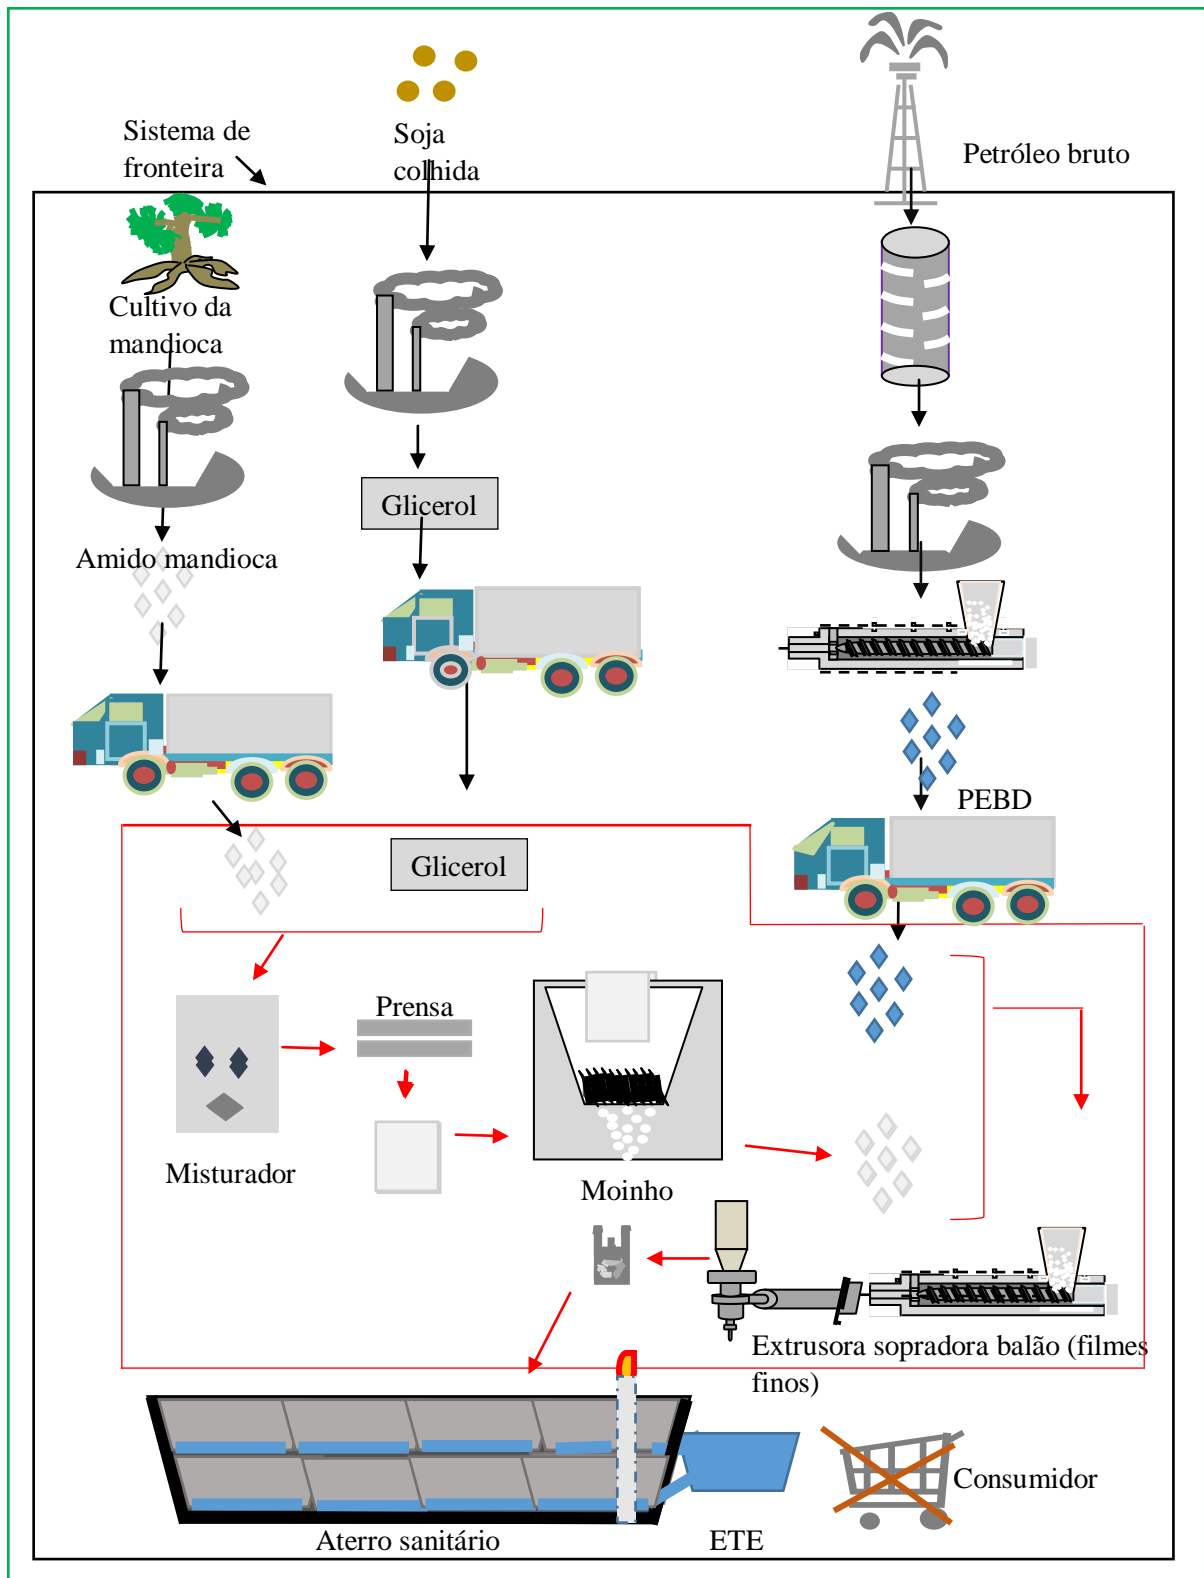 Sistema de
fronteira
Soja
colhida
Petróleo bruto
Cultivo da
mandioca
Glicerol
Amido mandioca
PEBD
Glicerol
Prensa
Misturador
Moinho
Extrusora sopradora balão (filmes
finos)
Consumidor
Aterro sanitário
ETE